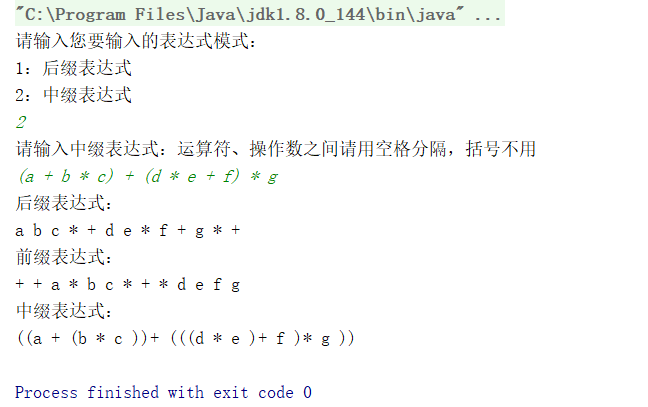 "C:\Program Files\Java\jdk1.8.0_144\bin\java" ...
请输入您要输入的表达式模式：
1：后缀表达式
2：中缀表达式
2
请输入中缀表达式：运算符、操作数之间请用空格分隔，括号不用
(a + b * c) + (d * e + f) * g
后缀表达式：
a b c * + d e * f + g * +
前缀表达式：
+ + a * b c * + * d e f g
中缀表达式：
((a + (b * c ))+ (((d * e )+ f )* g ))
Process finished with exit code 0